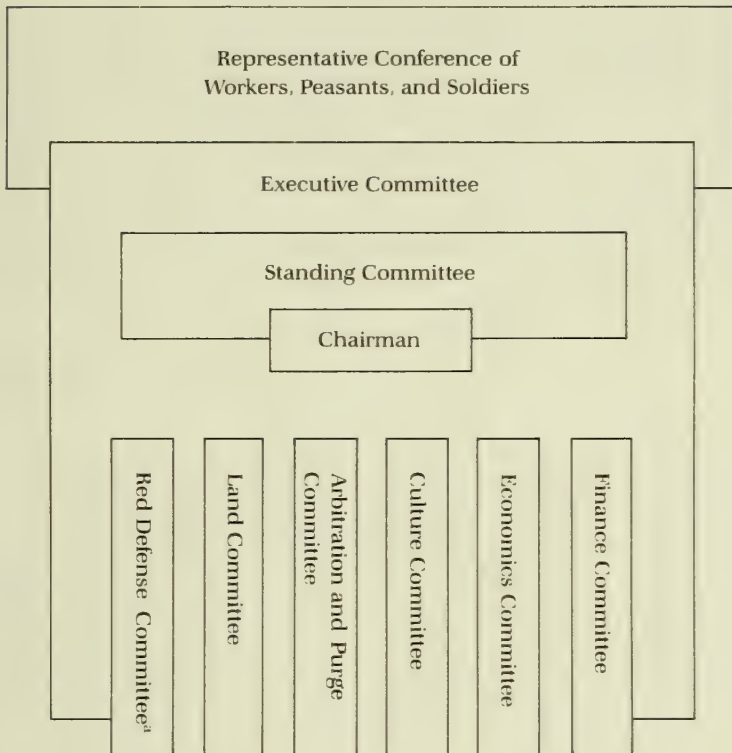 Representative Conference of
Workers, Peasants, and Soldiers
Executive Committee
Standing Committee
Chairman
Red Defense Committeeᵃ
Land Committee
Arbitration and Purge
Committee
Culture Committee
Economics Committee
Finance Committee